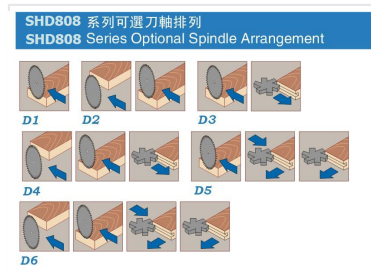 SHD808 系列可選刀軸排列
SHD808 Series Optional Spindle Arrangement
D1
D2
D3
D4
D5
D6